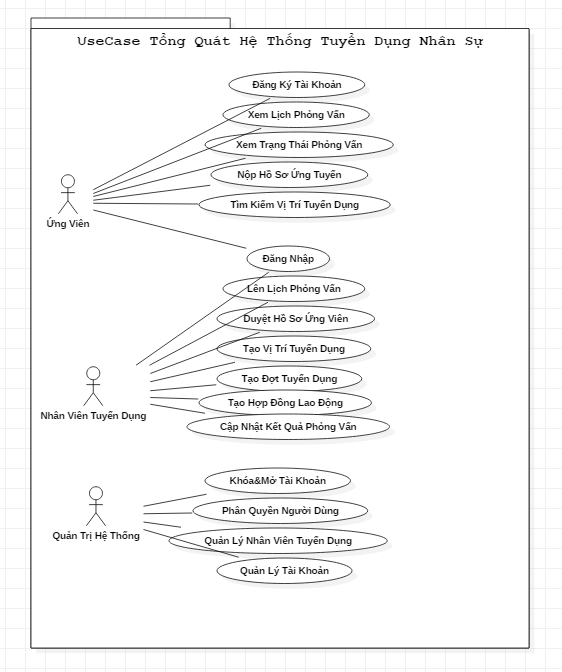 UseCase Tổng Quát Hệ Thống Tuyển Dụng Nhân Sự
Đăng Ký Tài Khoản
Xem Lịch Phỏng Vấn
Xem Trạng Thái Phỏng Vấn
Nộp Hồ Sơ Ứng Tuyển
Tìm Kiếm Vị Trí Tuyển Dụng
Ứng Viên
Đăng Nhập
Lên Lịch Phỏng Vấn
Duyệt Hồ Sơ Ứng Viên
Tạo Vị Trí Tuyển Dụng
Tạo Đợt Tuyển Dụng
Tạo Hợp Đồng Lao Động
Cập Nhật Kết Quả Phỏng Vấn
Nhân Viên Tuyển Dụng
Khóa&Mở Tài Khoản
Phân Quyền Người Dùng
Quản Lý Nhân Viên Tuyển Dụng
Quản Lý Tài Khoản
Quản Trị Hệ Thống